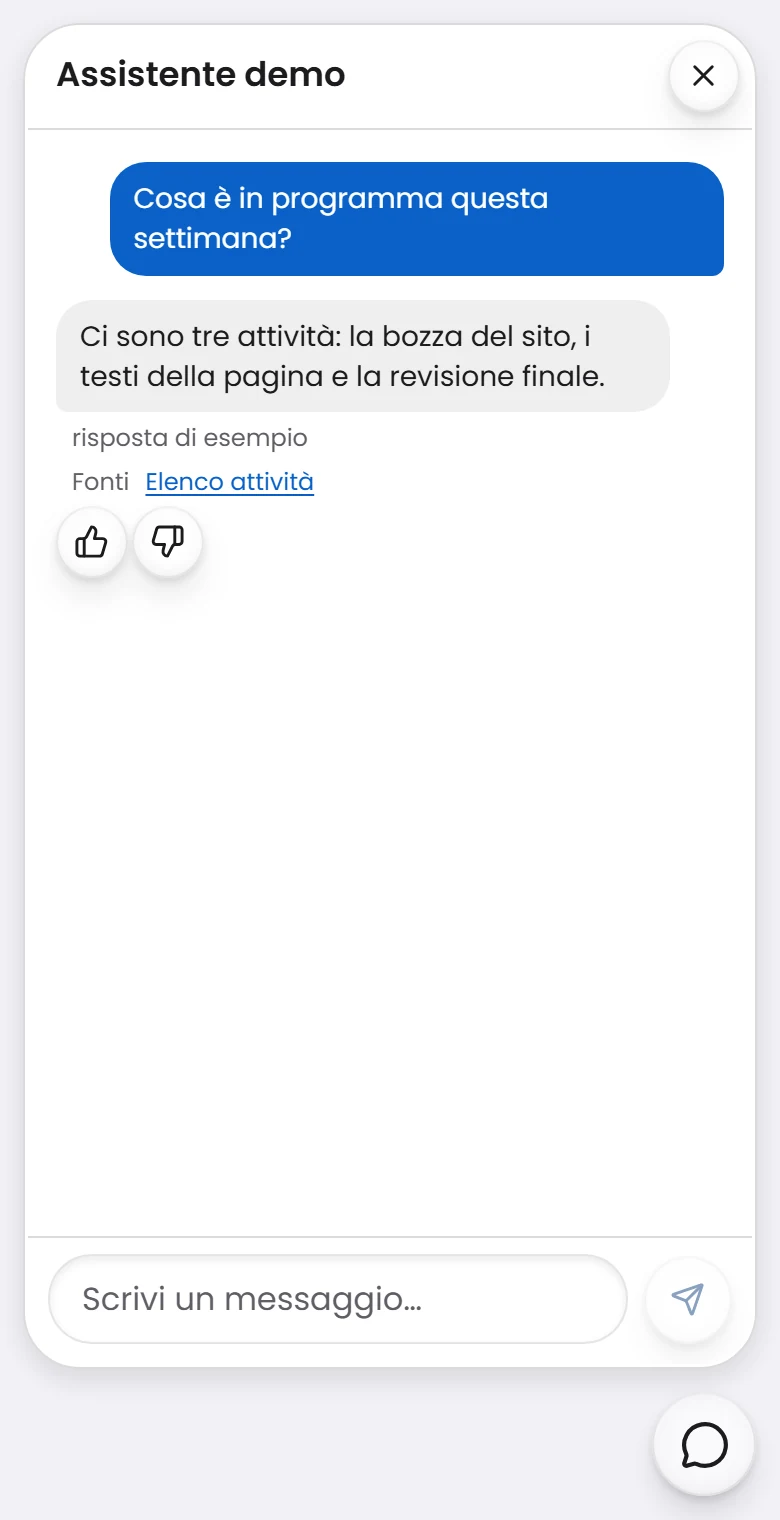 Assistente demo
Cosa è in programma questa
settimana?
Ci sono tre attività: la bozza del sito, i
testi della pagina e la revisione finale.
risposta di esempio
Fonti Elenco attività
Scrivi un messaggio…